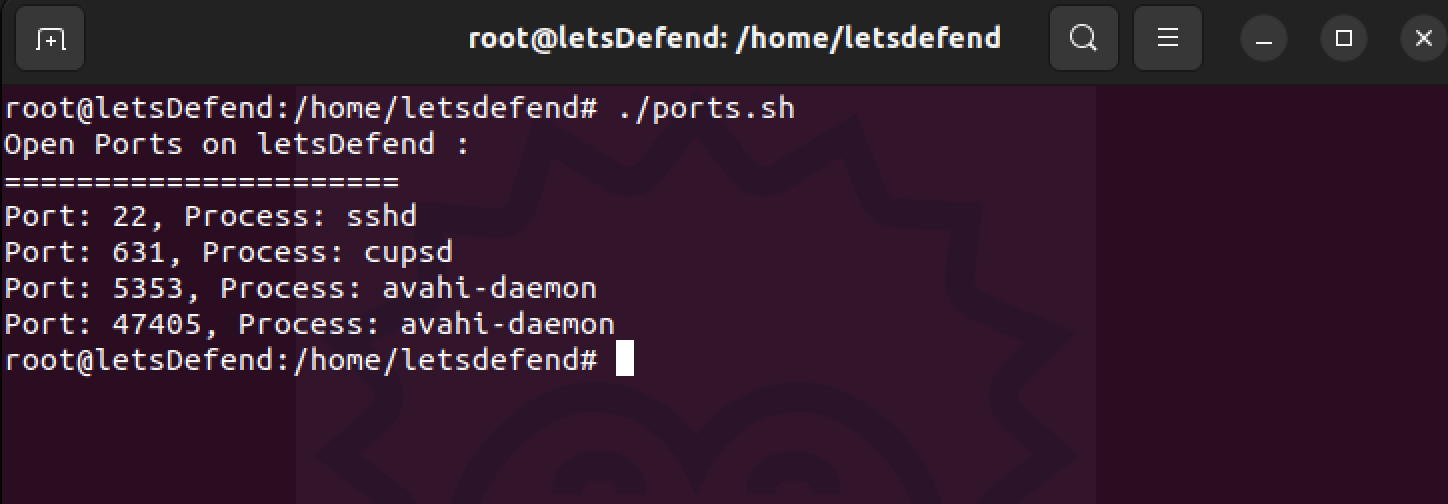 root@letsDefend: /home/letsdefend
root@letsDefend:/home/letsdefend# ./ports.sh
Open Ports on letsDefend :
======================
Port: 22, Process: sshd
Port: 631, Process: cupsd
Port: 5353, Process: avahi-daemon
Port: 47405, Process: avahi-daemon
root@letsDefend:/home/letsdefend#